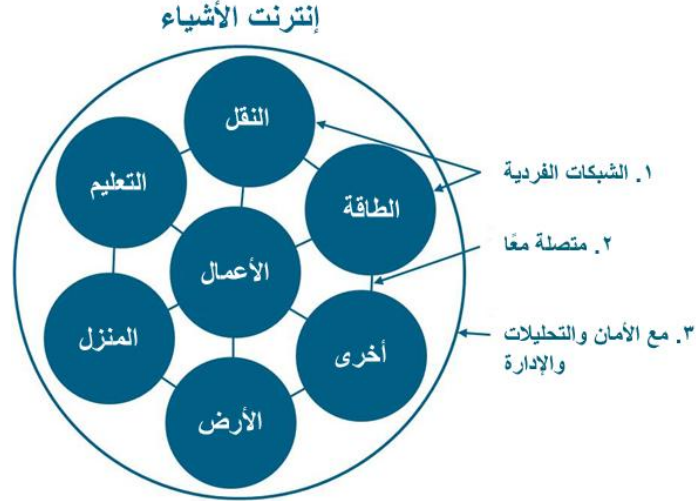 إنترنت الأشياء
النقل
التعليم
الطاقة
الأعمال
المنزل
أخرى
الأرض
١. الشبكات الفردية
٢. متصلة معًا
٣. مع الأمان والتحليلات
والإدارة